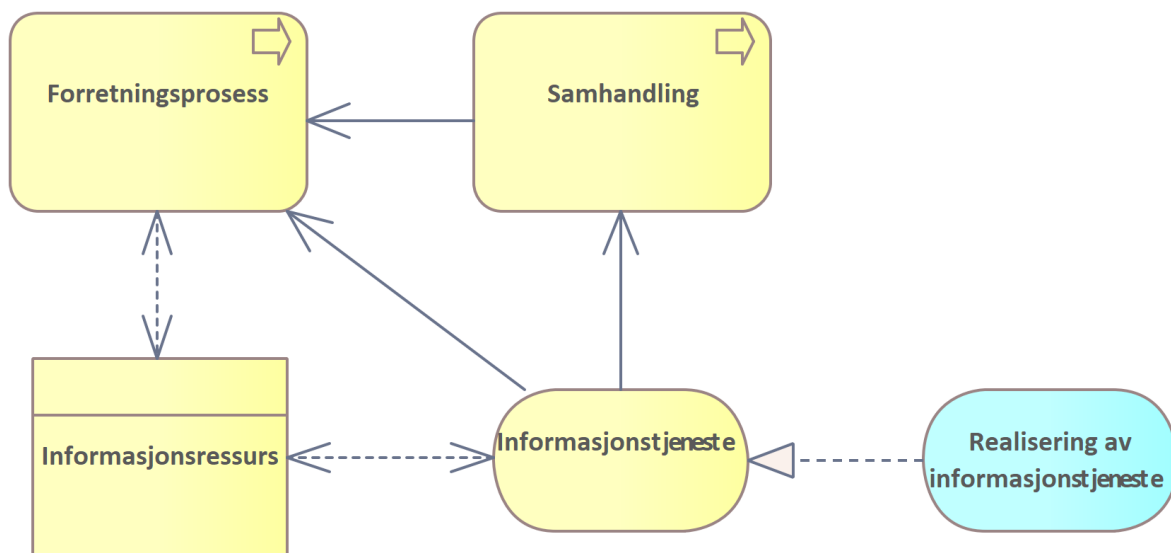 Forretningsprosess
Samhandling
Informasjonsressurs
Informasjonstjeneste
Realisering av
informasjonstjeneste